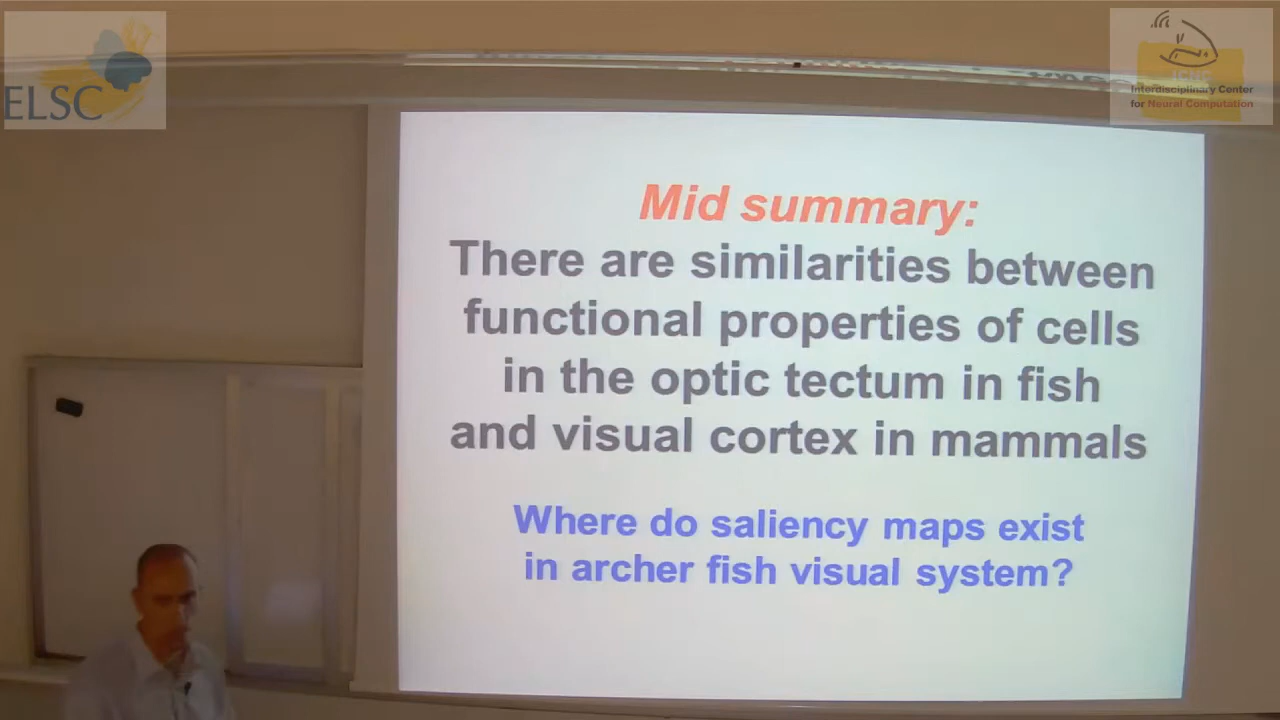 ELSC
ICNC
Interdisciplinary Center
for Neural Computation
Mid summary:
There are similarities between
functional properties of cells
in the optic tectum in fish
and visual cortex in mammals
Where do saliency maps exist
in archer fish visual system?